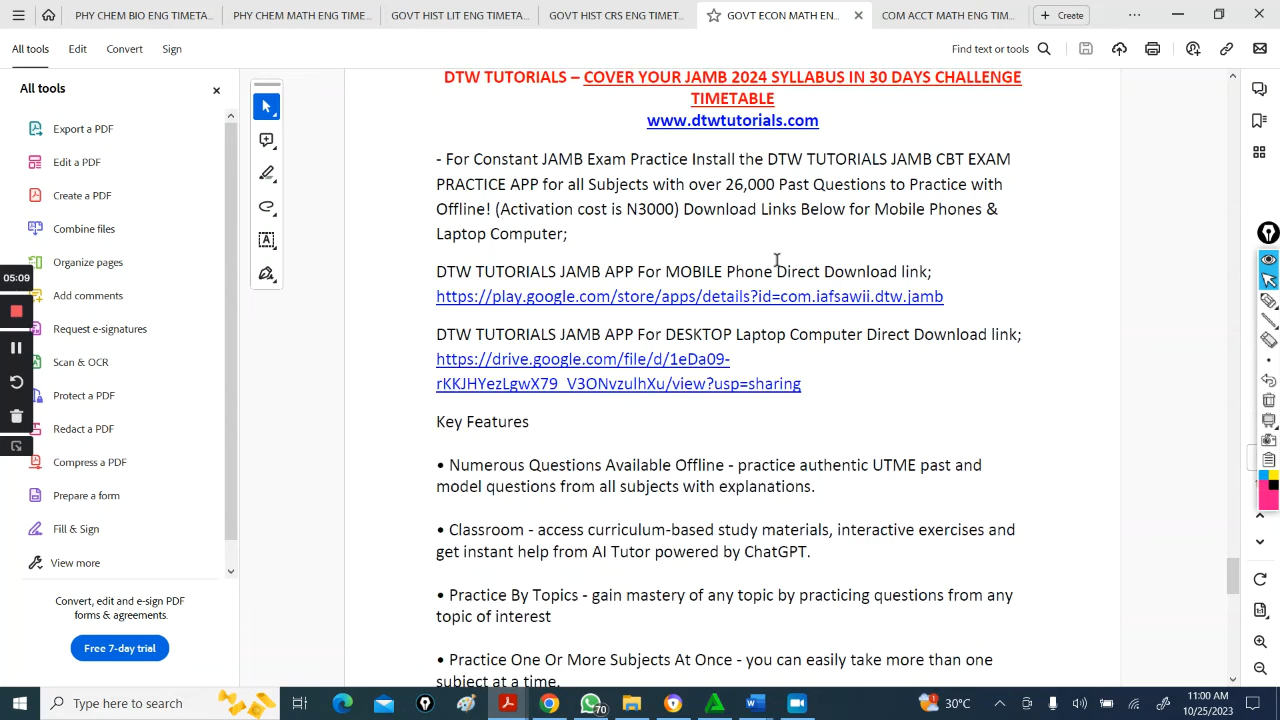 PHY CHEM BIO ENG TIMETA...
PHY CHEM MATH ENG TIME...
GOVT HIST LIT ENG TIMETA...
GOVT HIST CRS ENG TIMET...
GOVT ECON MATH EN...
COM ACCT MATH ENG TIM...
Create
All tools
Edit
Convert
Sign
Find text or tools
All tools
Export a PDF
Edit a PDF
Create a PDF
Combine files
Organize pages
Add comments
Request e-signatures
Scan & OCR
Protect a PDF
Redact a PDF
Compress a PDF
Prepare a form
Fill & Sign
View more
Convert, edit and e-sign PDF
forms & agreements.
Free 7-day trial
05:09
DTW TUTORIALS – COVER YOUR JAMB 2024 SYLLABUS IN 30 DAYS CHALLENGE
TIMETABLE
www.dtwtutorials.com
- For Constant JAMB Exam Practice Install the DTW TUTORIALS JAMB CBT EXAM
PRACTICE APP for all Subjects with over 26,000 Past Questions to Practice with
Offline! (Activation cost is N3000) Download Links Below for Mobile Phones &
Laptop Computer;
DTW TUTORIALS JAMB APP For MOBILE Phone Direct Download link;
https://play.google.com/store/apps/details?id=com.iafsawii.dtw.jamb
DTW TUTORIALS JAMB APP For DESKTOP Laptop Computer Direct Download link;
https://drive.google.com/file/d/1eDa09-
rKKJHYezLgwX79_V3ONvzulhXu/view?usp=sharing
Key Features
• Numerous Questions Available Offline - practice authentic UTME past and
model questions from all subjects with explanations.
• Classroom - access curriculum-based study materials, interactive exercises and
get instant help from AI Tutor powered by ChatGPT.
• Practice By Topics - gain mastery of any topic by practicing questions from any
topic of interest
• Practice One Or More Subjects At Once - you can easily take more than one
subject at a time.
Type here to search
70
30°C
11:00 AM
10/25/2023